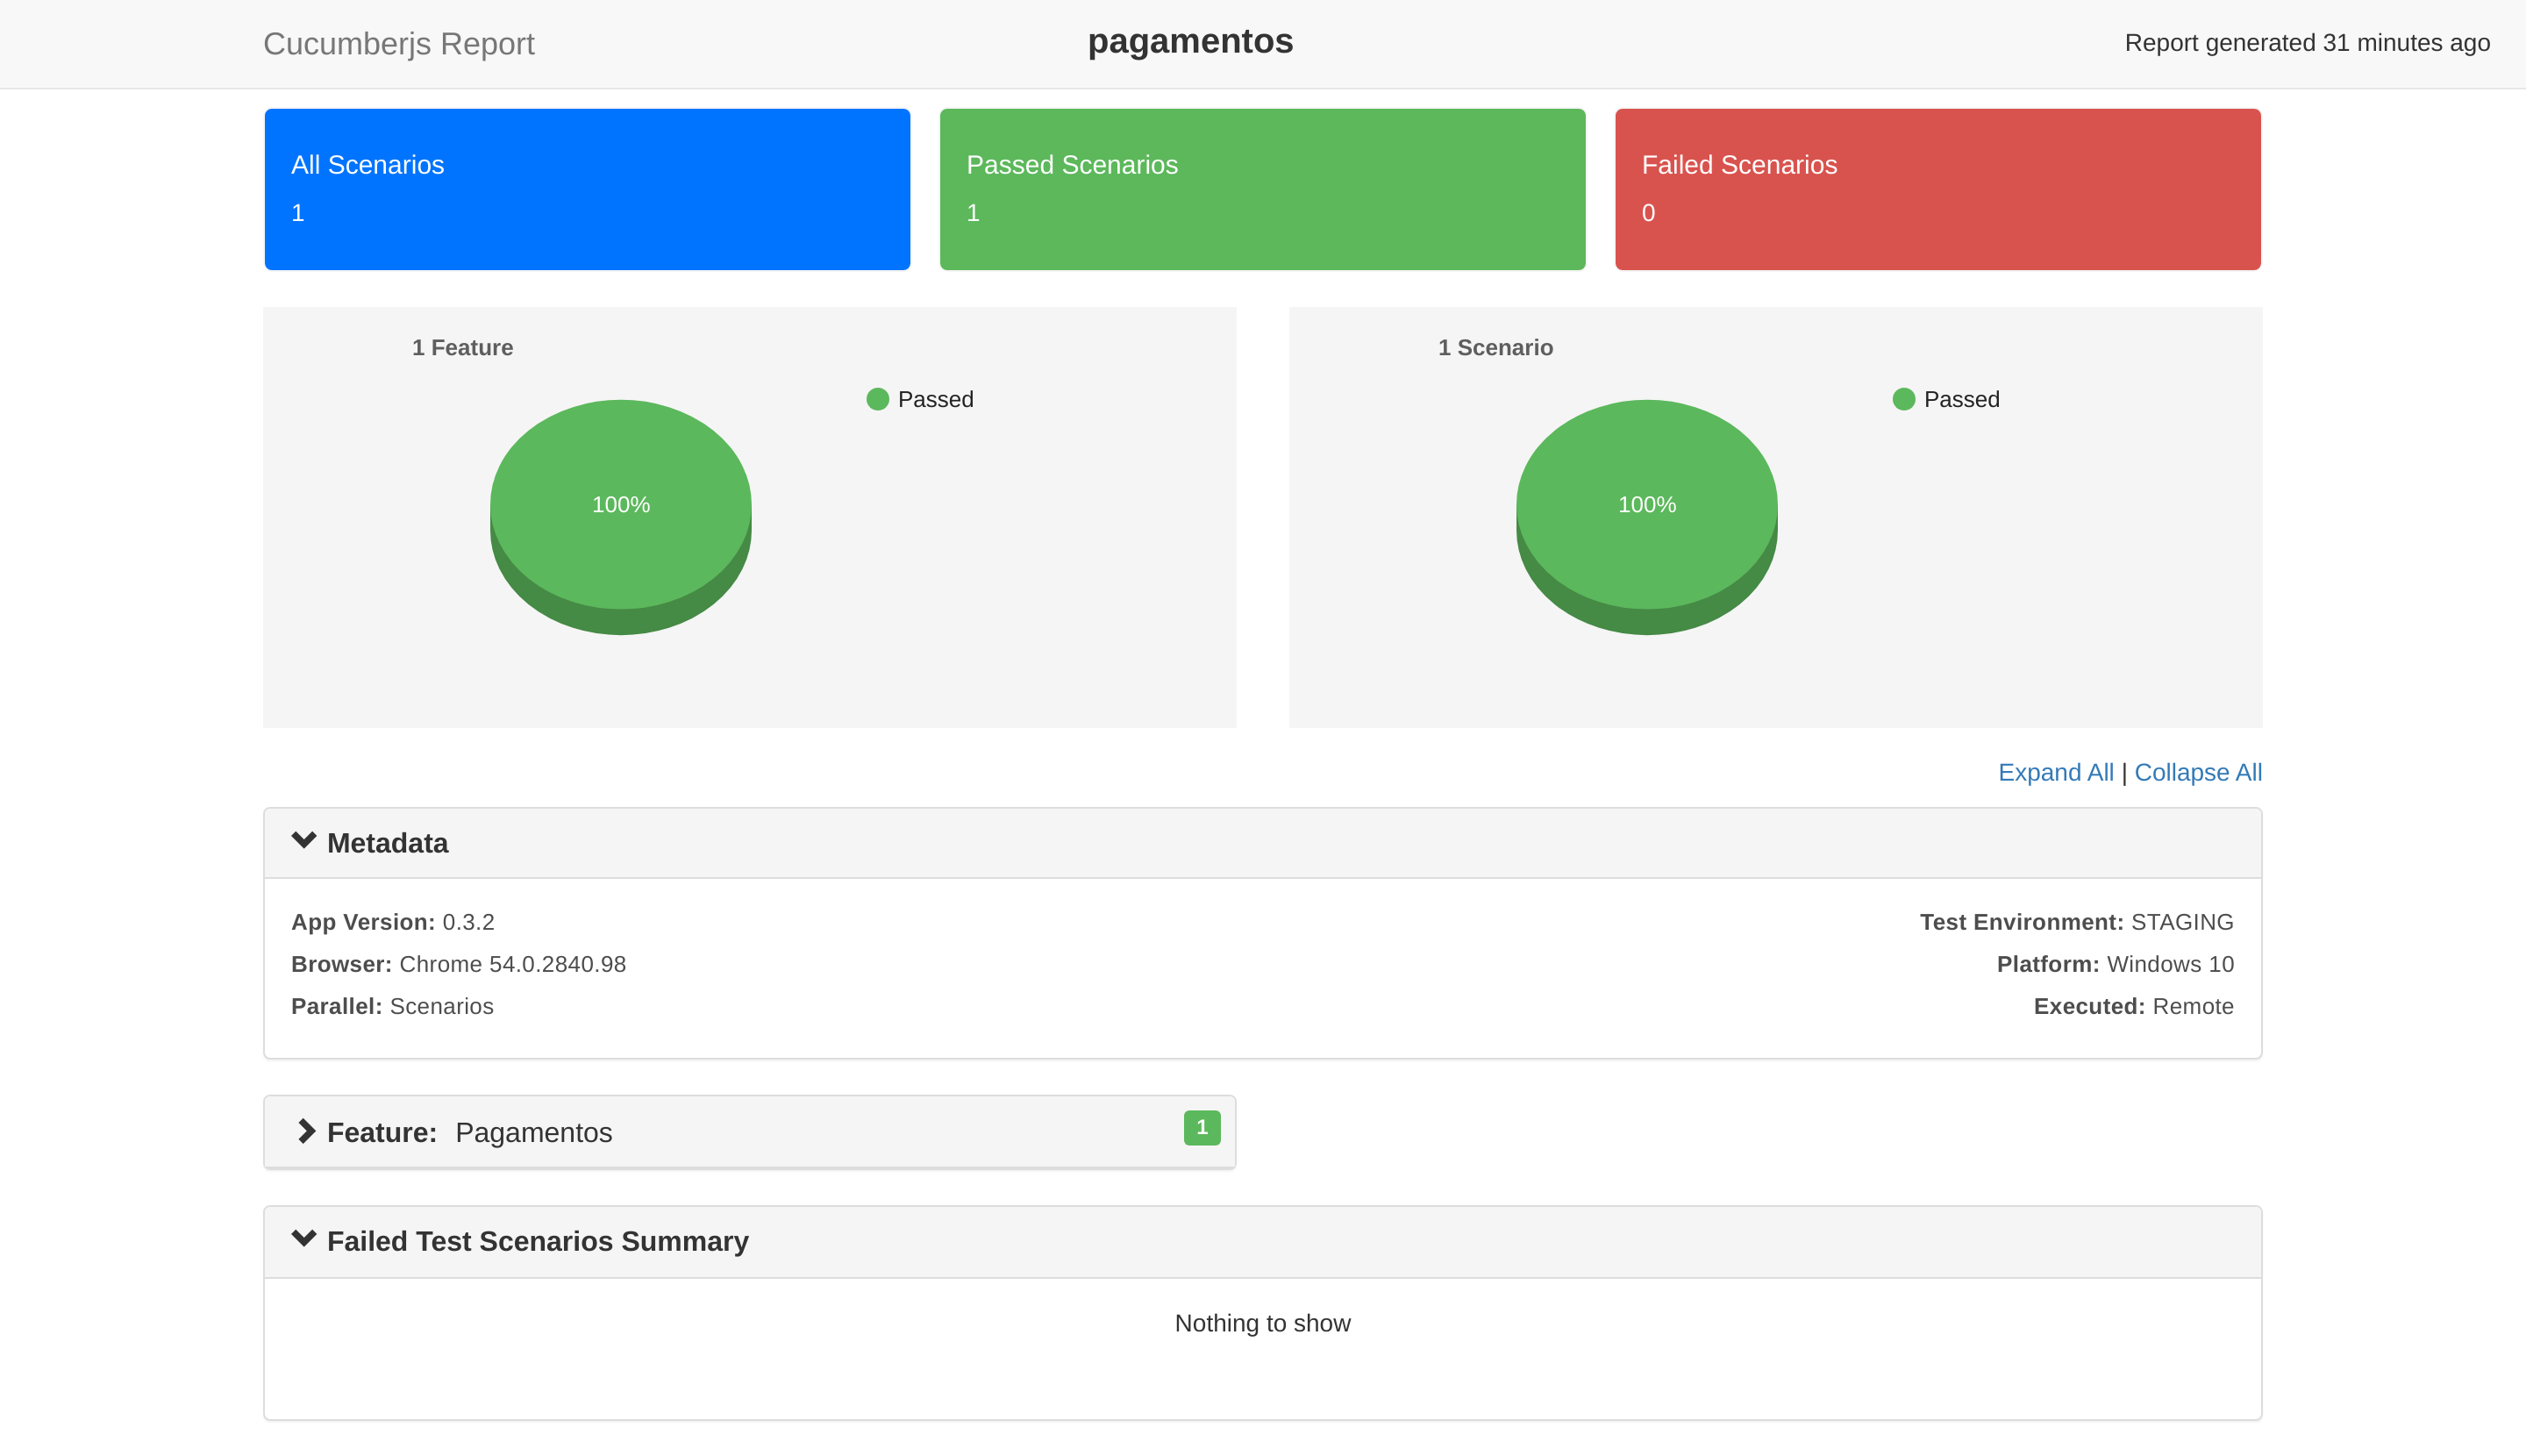 Cucumberjs Report
pagamentos
Report generated 31 minutes ago
All Scenarios
1
Passed Scenarios
1
Failed Scenarios
0
1 Feature
Passed
100%
1 Scenario
Passed
100%
Expand All | Collapse All
Metadata
App Version: 0.3.2
Test Environment: STAGING
Browser: Chrome 54.0.2840.98
Platform: Windows 10
Parallel: Scenarios
Executed: Remote
Feature: Pagamentos
1
Failed Test Scenarios Summary
Nothing to show